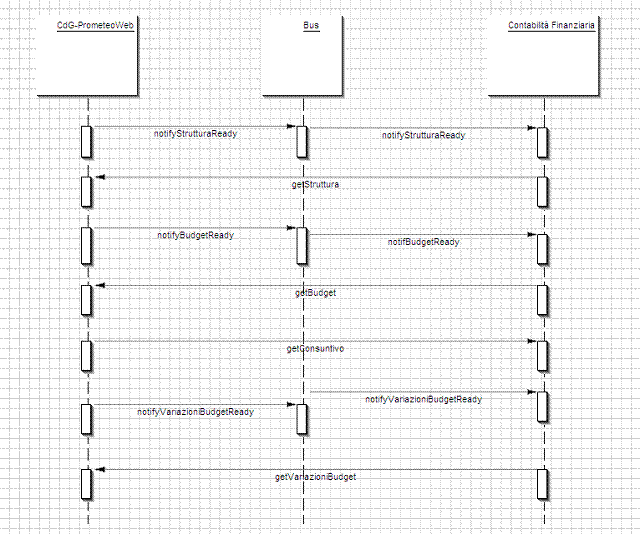 CdG-PrometeoWeb
Bus
Contabilità Finanziaria
notifyStrutturaReady
notifyStrutturaReady
getStruttura
notifyBudgetReady
notifBudgetReady
getBudget
getConsuntivo
notifyVariazioniBudgetReady
notifyVariazioniBudgetReady
getVariazioniBudget